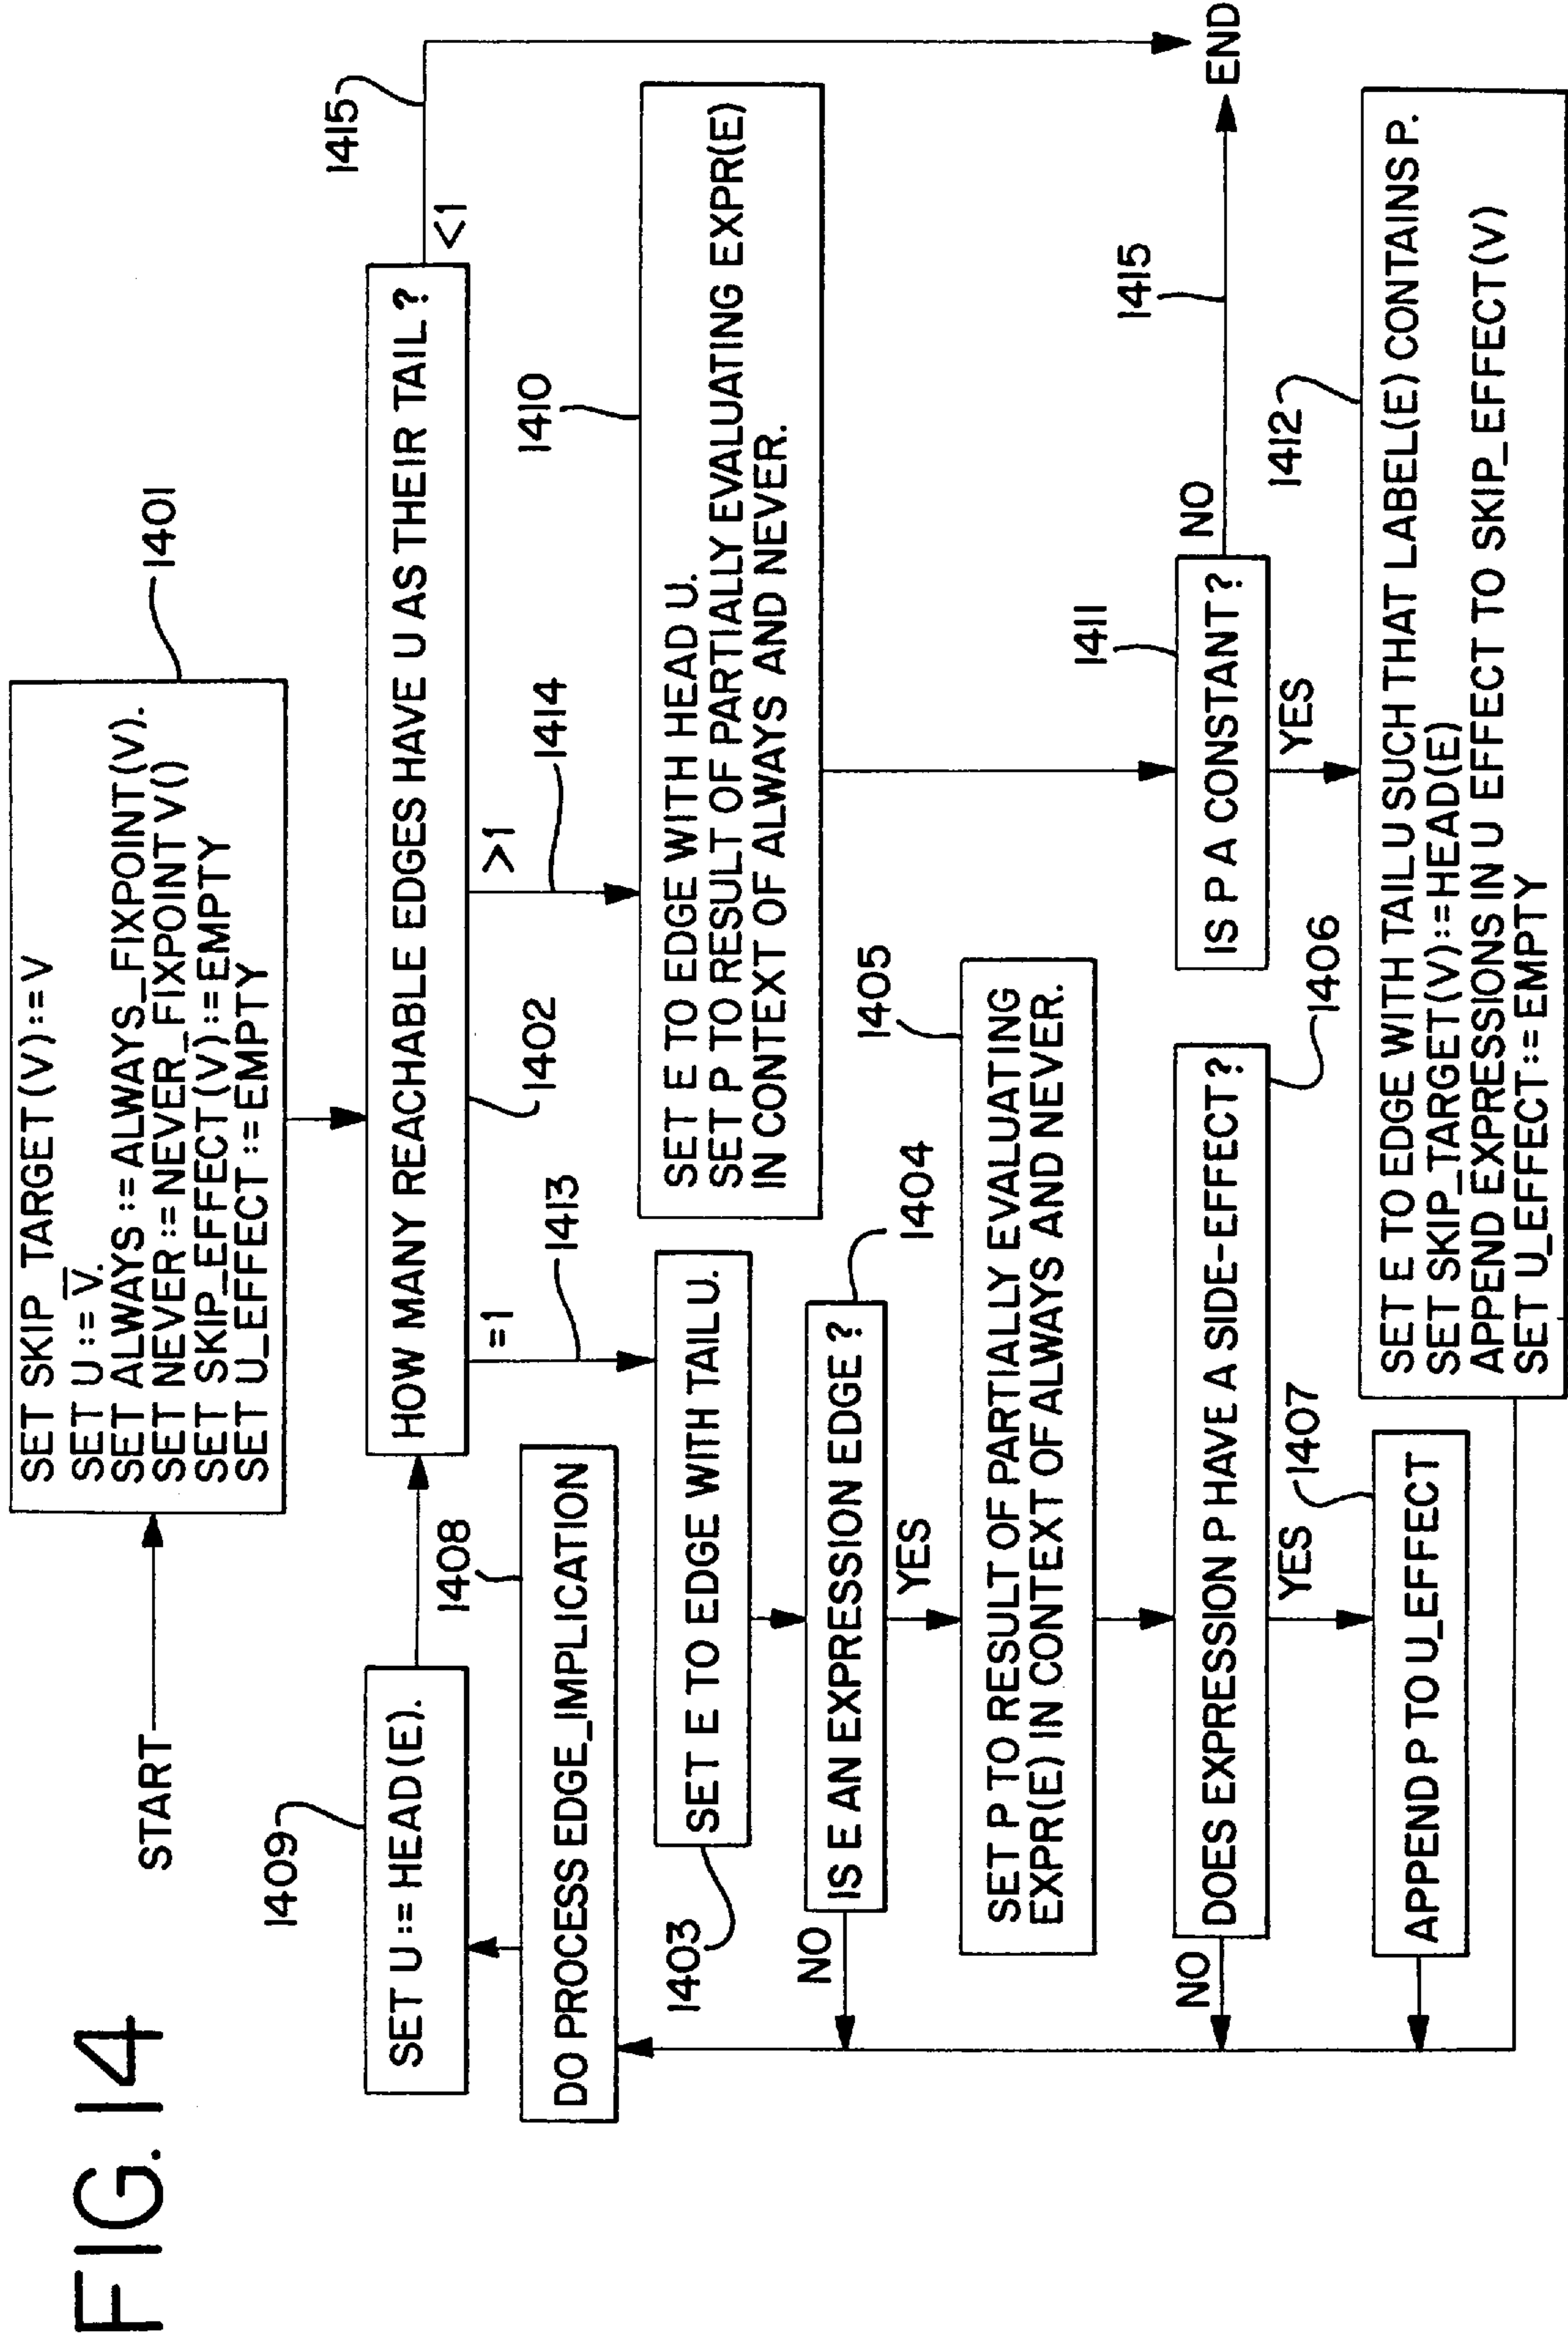 FIG. 14
START
1401
SET SKIP_TARGET (V) := V
SET U := V̅.
SET ALWAYS := ALWAYS_FIXPOINT (V).
SET NEVER := NEVER_FIXPOINT V()
SET SKIP_EFFECT (V) := EMPTY
SET U_EFFECT := EMPTY
1409
SET U := HEAD(E).
HOW MANY REACHABLE EDGES HAVE U AS THEIR TAIL ?
1402
<1
1415
=1
1413
>1
1414
1408
DO PROCESS EDGE_IMPLICATION
1403
SET E TO EDGE WITH TAIL U.
1410
SET E TO EDGE WITH HEAD U.
SET P TO RESULT OF PARTIALLY EVALUATING EXPR(E)
IN CONTEXT OF ALWAYS AND NEVER.
1404
IS E AN EXPRESSION EDGE ?
NO
YES
1405
SET P TO RESULT OF PARTIALLY EVALUATING
EXPR(E) IN CONTEXT OF ALWAYS AND NEVER.
1406
DOES EXPRESSION P HAVE A SIDE-EFFECT ?
NO
YES
1411
IS P A CONSTANT ?
NO
1415
END
YES
1407
APPEND P TO U_EFFECT
1412
SET E TO EDGE WITH TAIL U SUCH THAT LABEL(E) CONTAINS P.
SET SKIP_TARGET (V) := HEAD(E)
APPEND EXPRESSIONS IN U EFFECT TO SKIP_EFFECT (V)
SET U_EFFECT := EMPTY